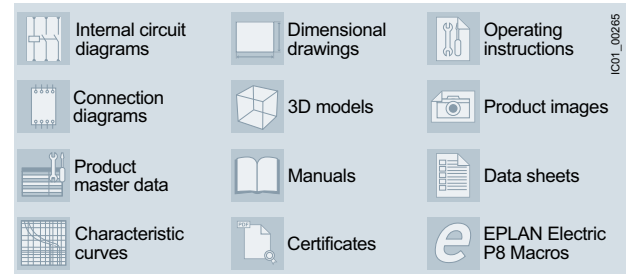 Internal circuit
diagrams
Dimensional
drawings
Operating
instructions
IC01_00265
Connection
diagrams
3D models
Product images
Product
master data
Manuals
Data sheets
Characteristic
curves
PDF
Certificates
e
EPLAN Electric
P8 Macros